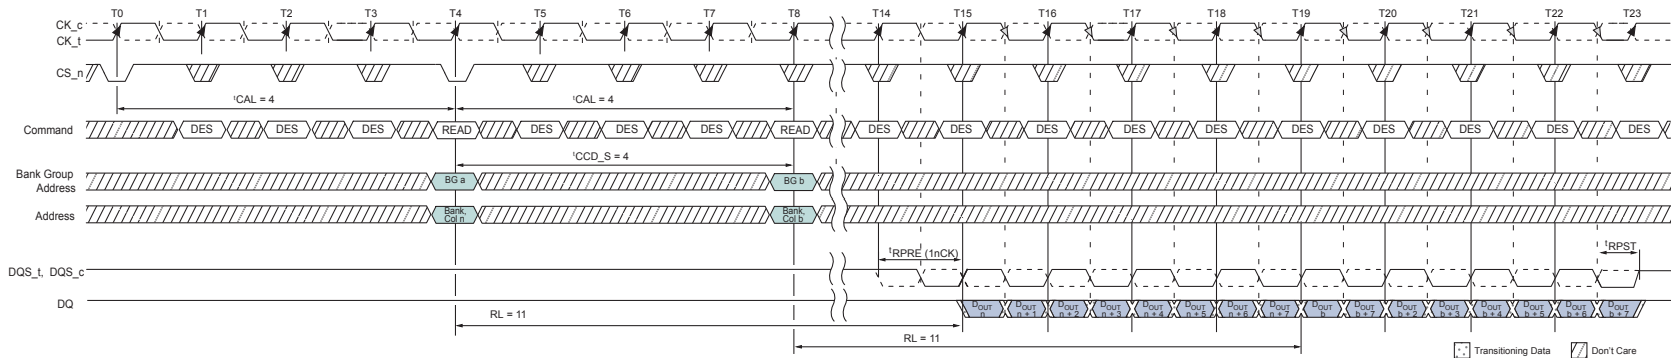 T0 T1 T2 T3 T4 T5 T6 T7 T8 T14 T15 T16 T17 T18 T19 T20 T21 T22 T23
CK_c
CK_t
CS_n
tCAL = 4 tCAL = 4
Command DES DES DES READ DES DES DES READ DES DES DES DES DES DES DES DES DES DES
tCCD_S = 4
Bank Group
Address
BG a BG b
Address
Bank, Bank,
Col n Col b
tRPRE (1nCK) tRPST
DQS_t, DQS_c
DQ
DOUT DOUT DOUT DOUT DOUT DOUT DOUT DOUT DOUT DOUT DOUT DOUT DOUT DOUT DOUT DOUT
n n + 1 n + 2 n + 3 n + 4 n + 5 n + 6 n + 7 b b + 7 b + 2 b + 3 b + 4 b + 5 b + 6 b + 7
RL = 11
RL = 11
Transitioning Data Don't Care